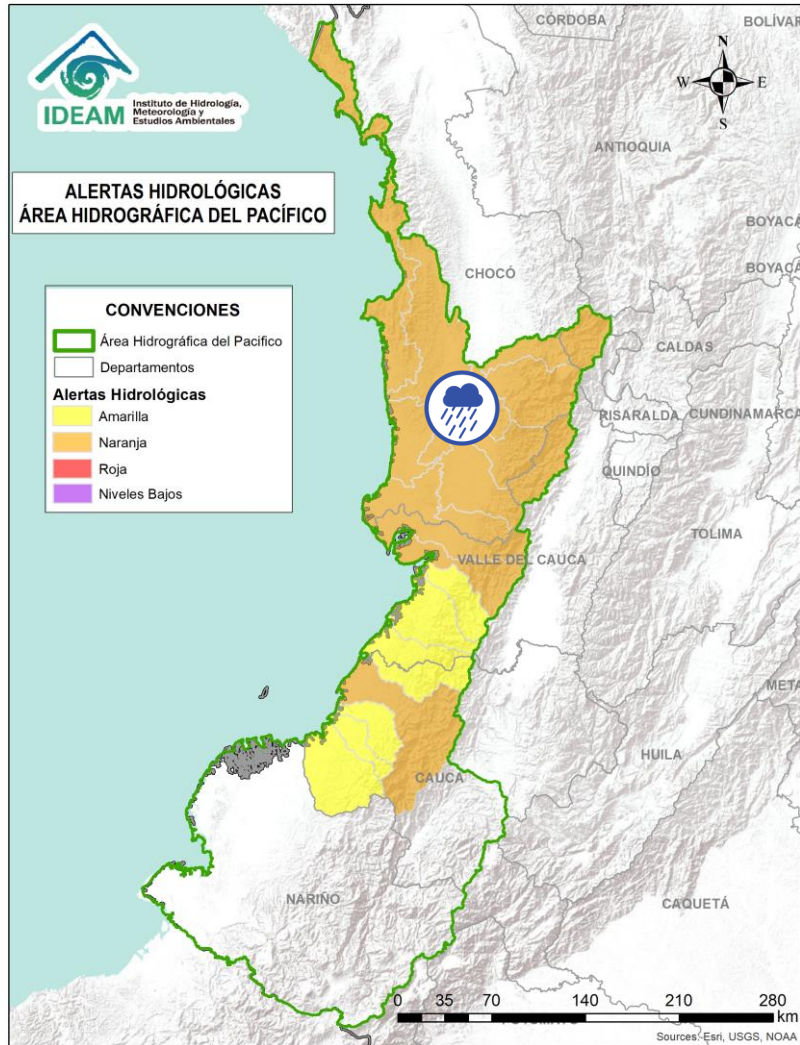 IDEAM
Instituto de Hidrología,
Meteorología y
Estudios Ambientales
ALERTAS HIDROLÓGICAS
ÁREA HIDROGRÁFICA DEL PACÍFICO
CONVENCIONES
Área Hidrográfica del Pacifico
Departamentos
Alertas Hidrológicas
Amarilla
Naranja
Roja
Niveles Bajos
CÓRDOBA
BOLÍVAR
N
W
E
S
ANTIOQUIA
BOYACÁ
CHOCÓ
BOYACÁ
CALDAS
RISARALDA
CUNDINAMARCA
QUINDÍO
TOLIMA
VALLE DEL CAUCA
META
HUILA
CAUCA
NARIÑO
CAQUETÁ
0 35 70 140 210 280
km
Sources: Esri, USGS, NOAA